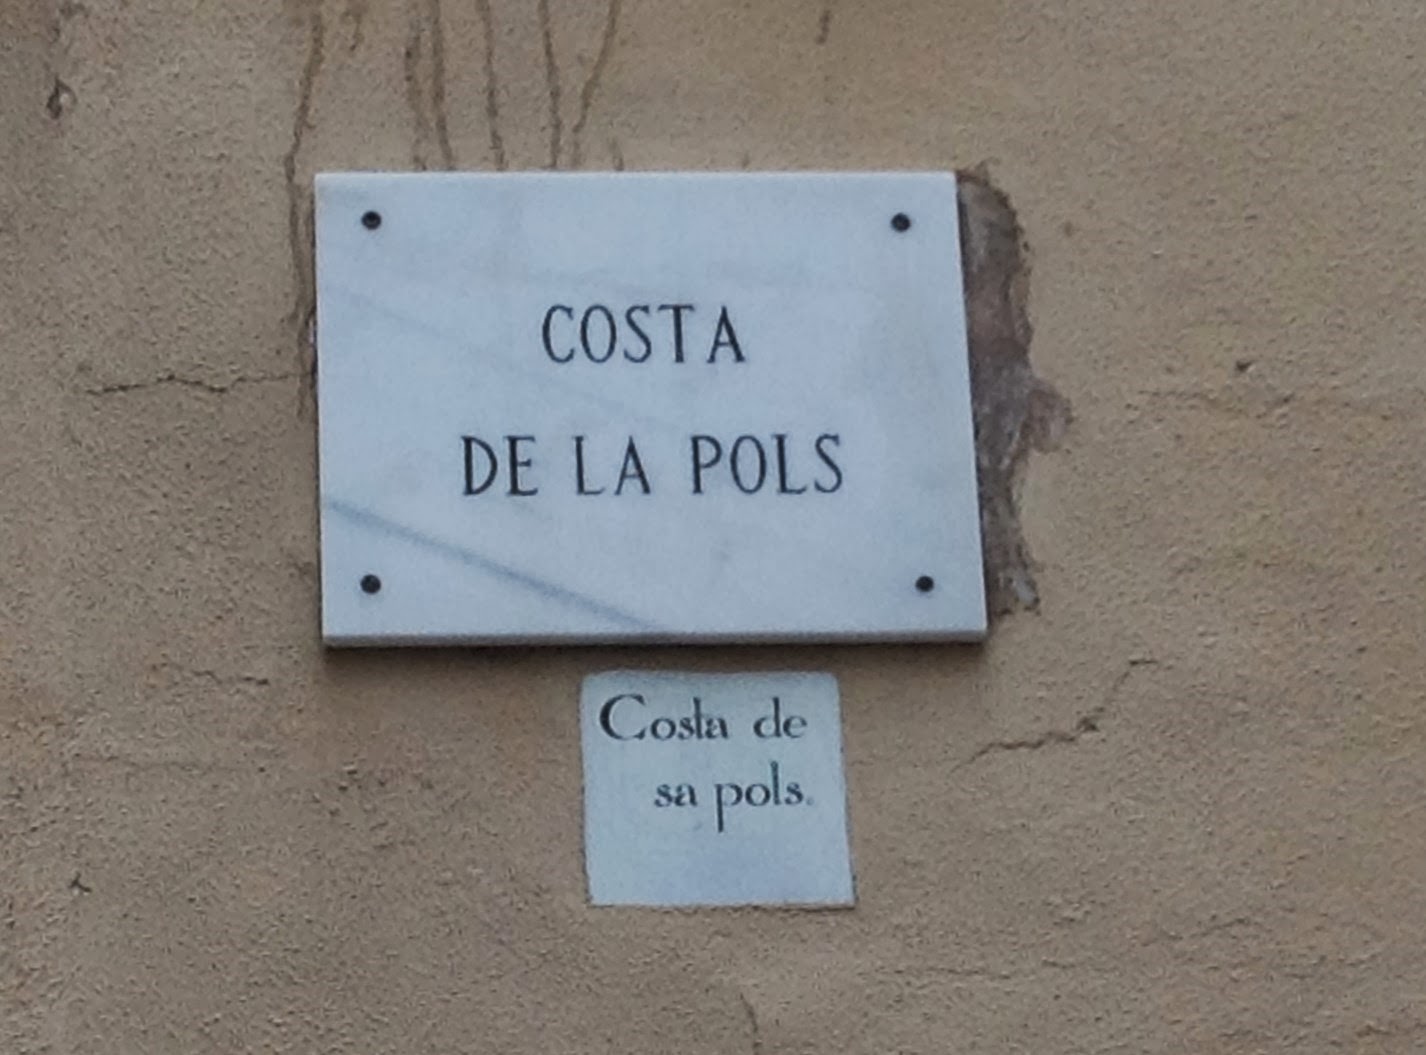 COSTA
DE LA POLS
Costa de
sa pols.